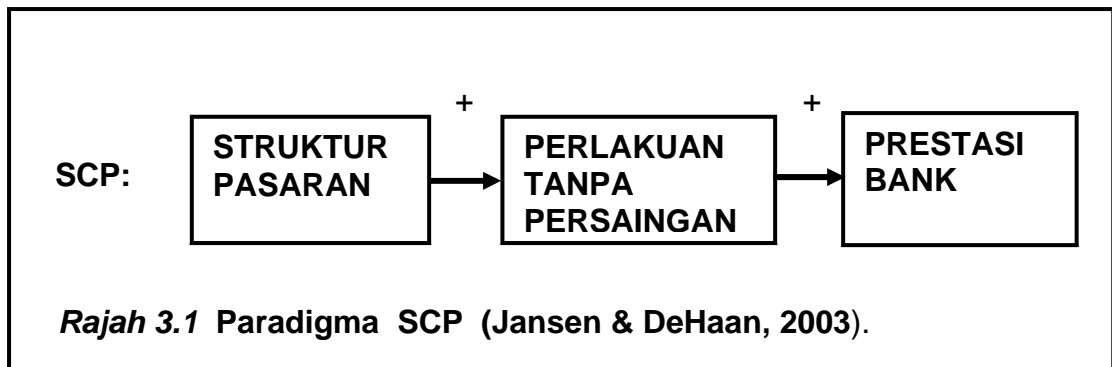 + +
SCP:
STRUKTUR
PASARAN
PERLAKUAN
TANPA
PERSAINGAN
PRESTASI
BANK
Rajah 3.1 Paradigma SCP (Jansen & DeHaan, 2003).